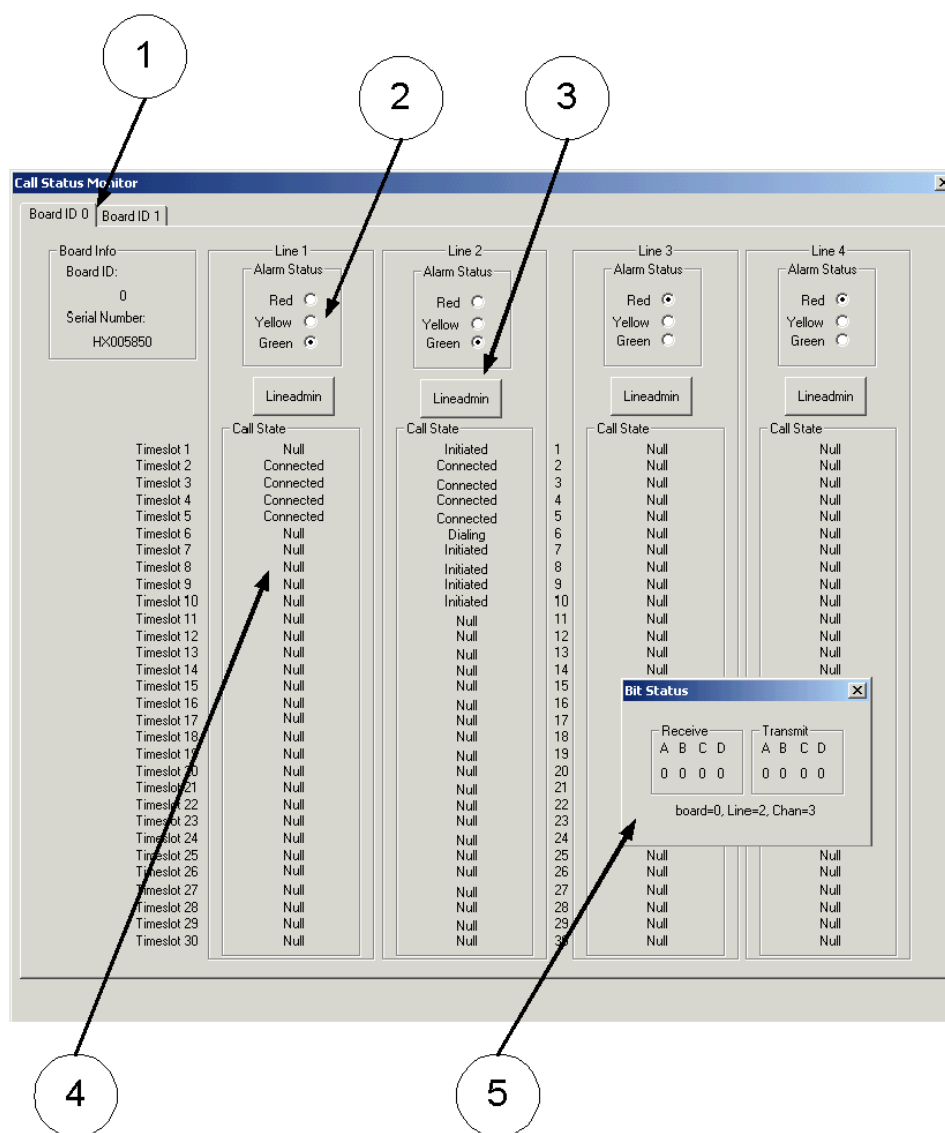 1
2
3
Call Status Monitor
Board ID 0 Board ID 1
Board Info Line 1 Line 2 Line 3 Line 4
Board ID: Alarm Status Alarm Status Alarm Status Alarm Status
0 Red Red Red Red
Serial Number: Yellow Yellow Yellow Yellow
HX005850 Green Green Green Green
Lineadmin Lineadmin Lineadmin Lineadmin
Call State Call State Call State Call State
Timeslot 1 Null Initiated 1 Null Null
Timeslot 2 Connected Connected 2 Null Null
Timeslot 3 Connected Connected 3 Null Null
Timeslot 4 Connected Connected 4 Null Null
Timeslot 5 Connected Connected 5 Null Null
Timeslot 6 Null Dialing 6 Null Null
Timeslot 7 Null Initiated 7 Null Null
Timeslot 8 Null Initiated 8 Null Null
Timeslot 9 Null Initiated 9 Null Null
Timeslot 10 Null Initiated 10 Null Null
Timeslot 11 Null Null 11 Null Null
Timeslot 12 Null Null 12 Null Null
Timeslot 13 Null Null 13 Null Null
Timeslot 14 Null Null 14 Null Null
Timeslot 15 Null Null 15
Timeslot 16 Null Null 16
Timeslot 17 Null Null 17
Timeslot 18 Null Null 18
Timeslot 19 Null Null 19
Timeslot 20 Null Null 20
Timeslot 21 Null Null 21
Timeslot 22 Null Null 22
Timeslot 23 Null Null 23
Timeslot 24 Null Null 24
Timeslot 25 Null Null 25 Null Null
Timeslot 26 Null Null 26 Null Null
Timeslot 27 Null Null 27 Null Null
Timeslot 28 Null Null 28 Null Null
Timeslot 29 Null Null 29 Null Null
Timeslot 30 Null Null 30 Null Null
Bit Status
Receive Transmit
A B C D A B C D
0 0 0 0 0 0 0 0
board=0, Line=2, Chan=3
4
5